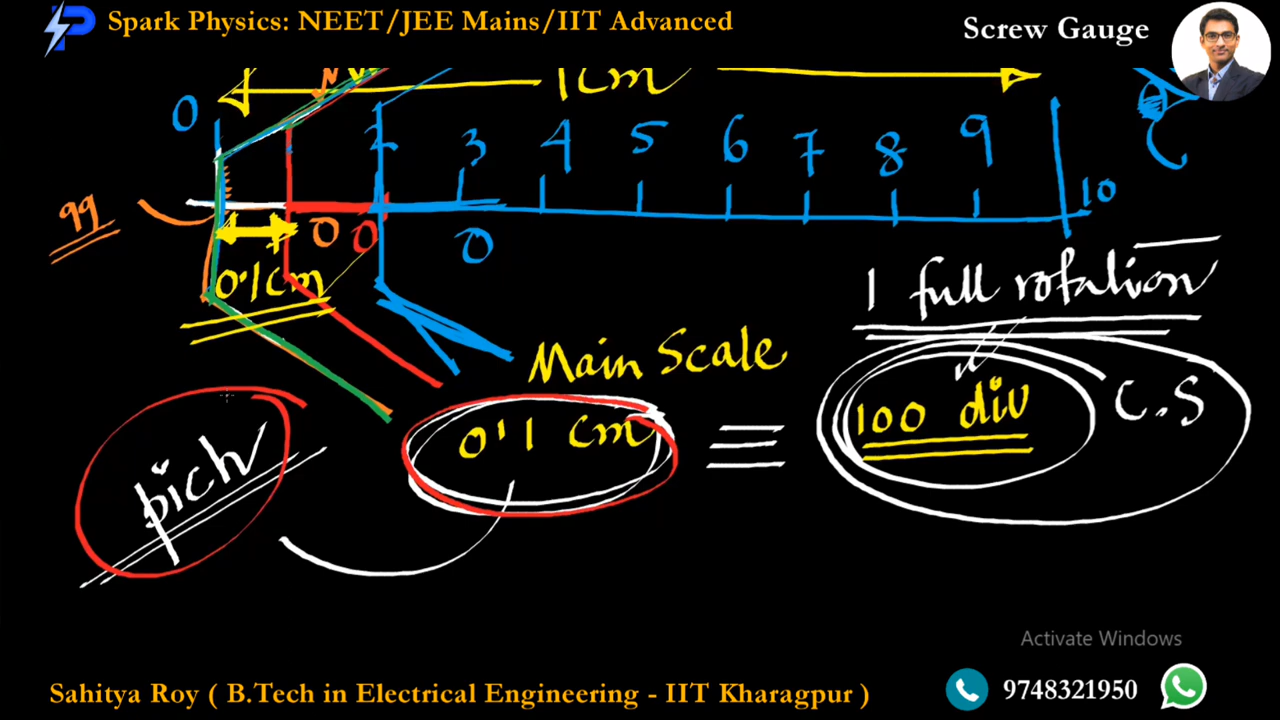 Spark Physics: NEET/JEE Mains/IIT Advanced
Screw Gauge
1cm
0 2 3 4 5 6 7 8 9
10
99
0 0 0
0.1cm
1 full rotation
Main Scale
0.1 cm ≡ 100 div C.S
pich
Activate Windows
Sahitya Roy ( B.Tech in Electrical Engineering - IIT Kharagpur )
9748321950